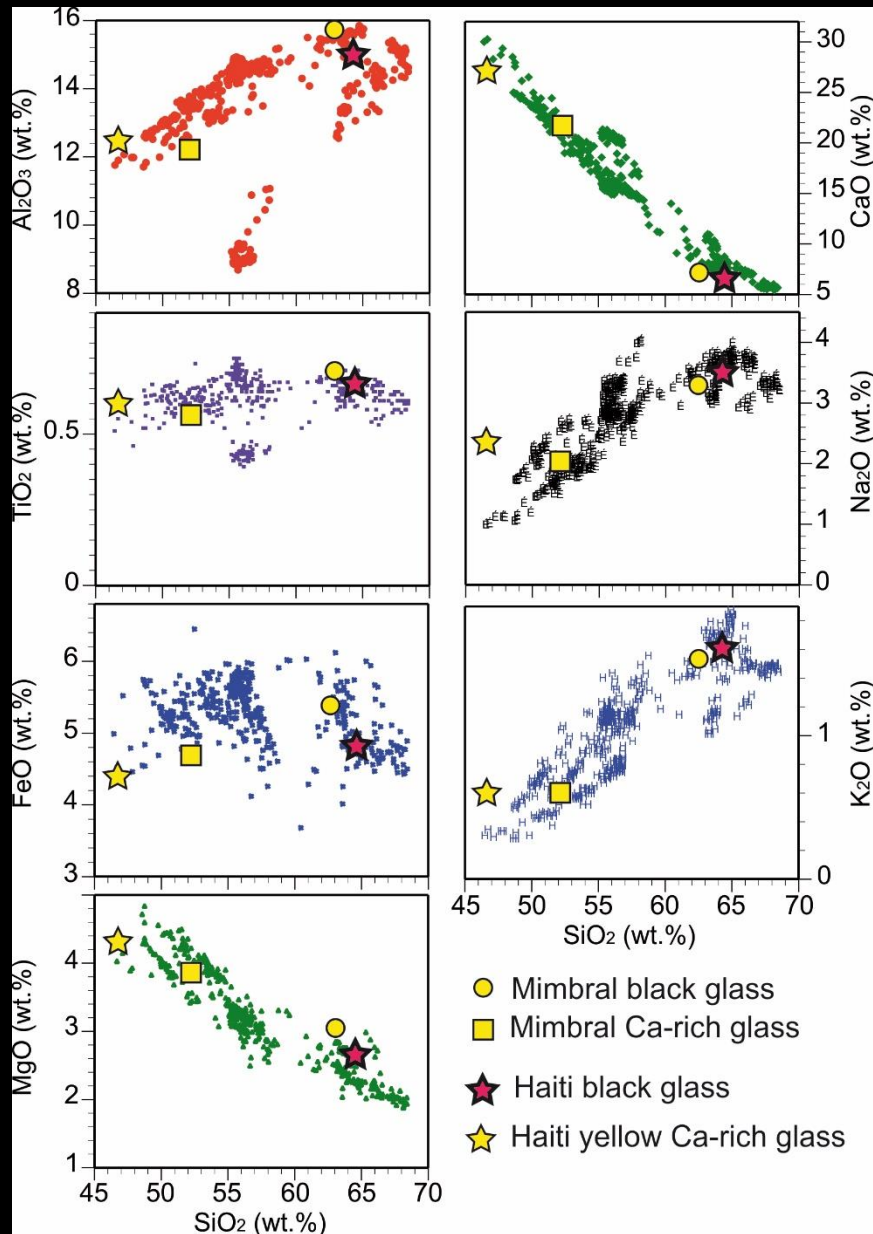 16
14
12
10
8
Al2O3 (wt.%)
30
25
20
15
10
5
CaO (wt.%)
0.5
0
TiO2 (wt.%)
4
3
2
1
0
Na2O (wt.%)
6
5
4
3
FeO (wt.%)
1
0
K2O (wt.%)
45 50 55 60 65 70
SiO2 (wt.%)
4
3
2
1
MgO (wt.%)
45 50 55 60 65 70
SiO2 (wt.%)
Mimbral black glass
Mimbral Ca-rich glass
Haiti black glass
Haiti yellow Ca-rich glass